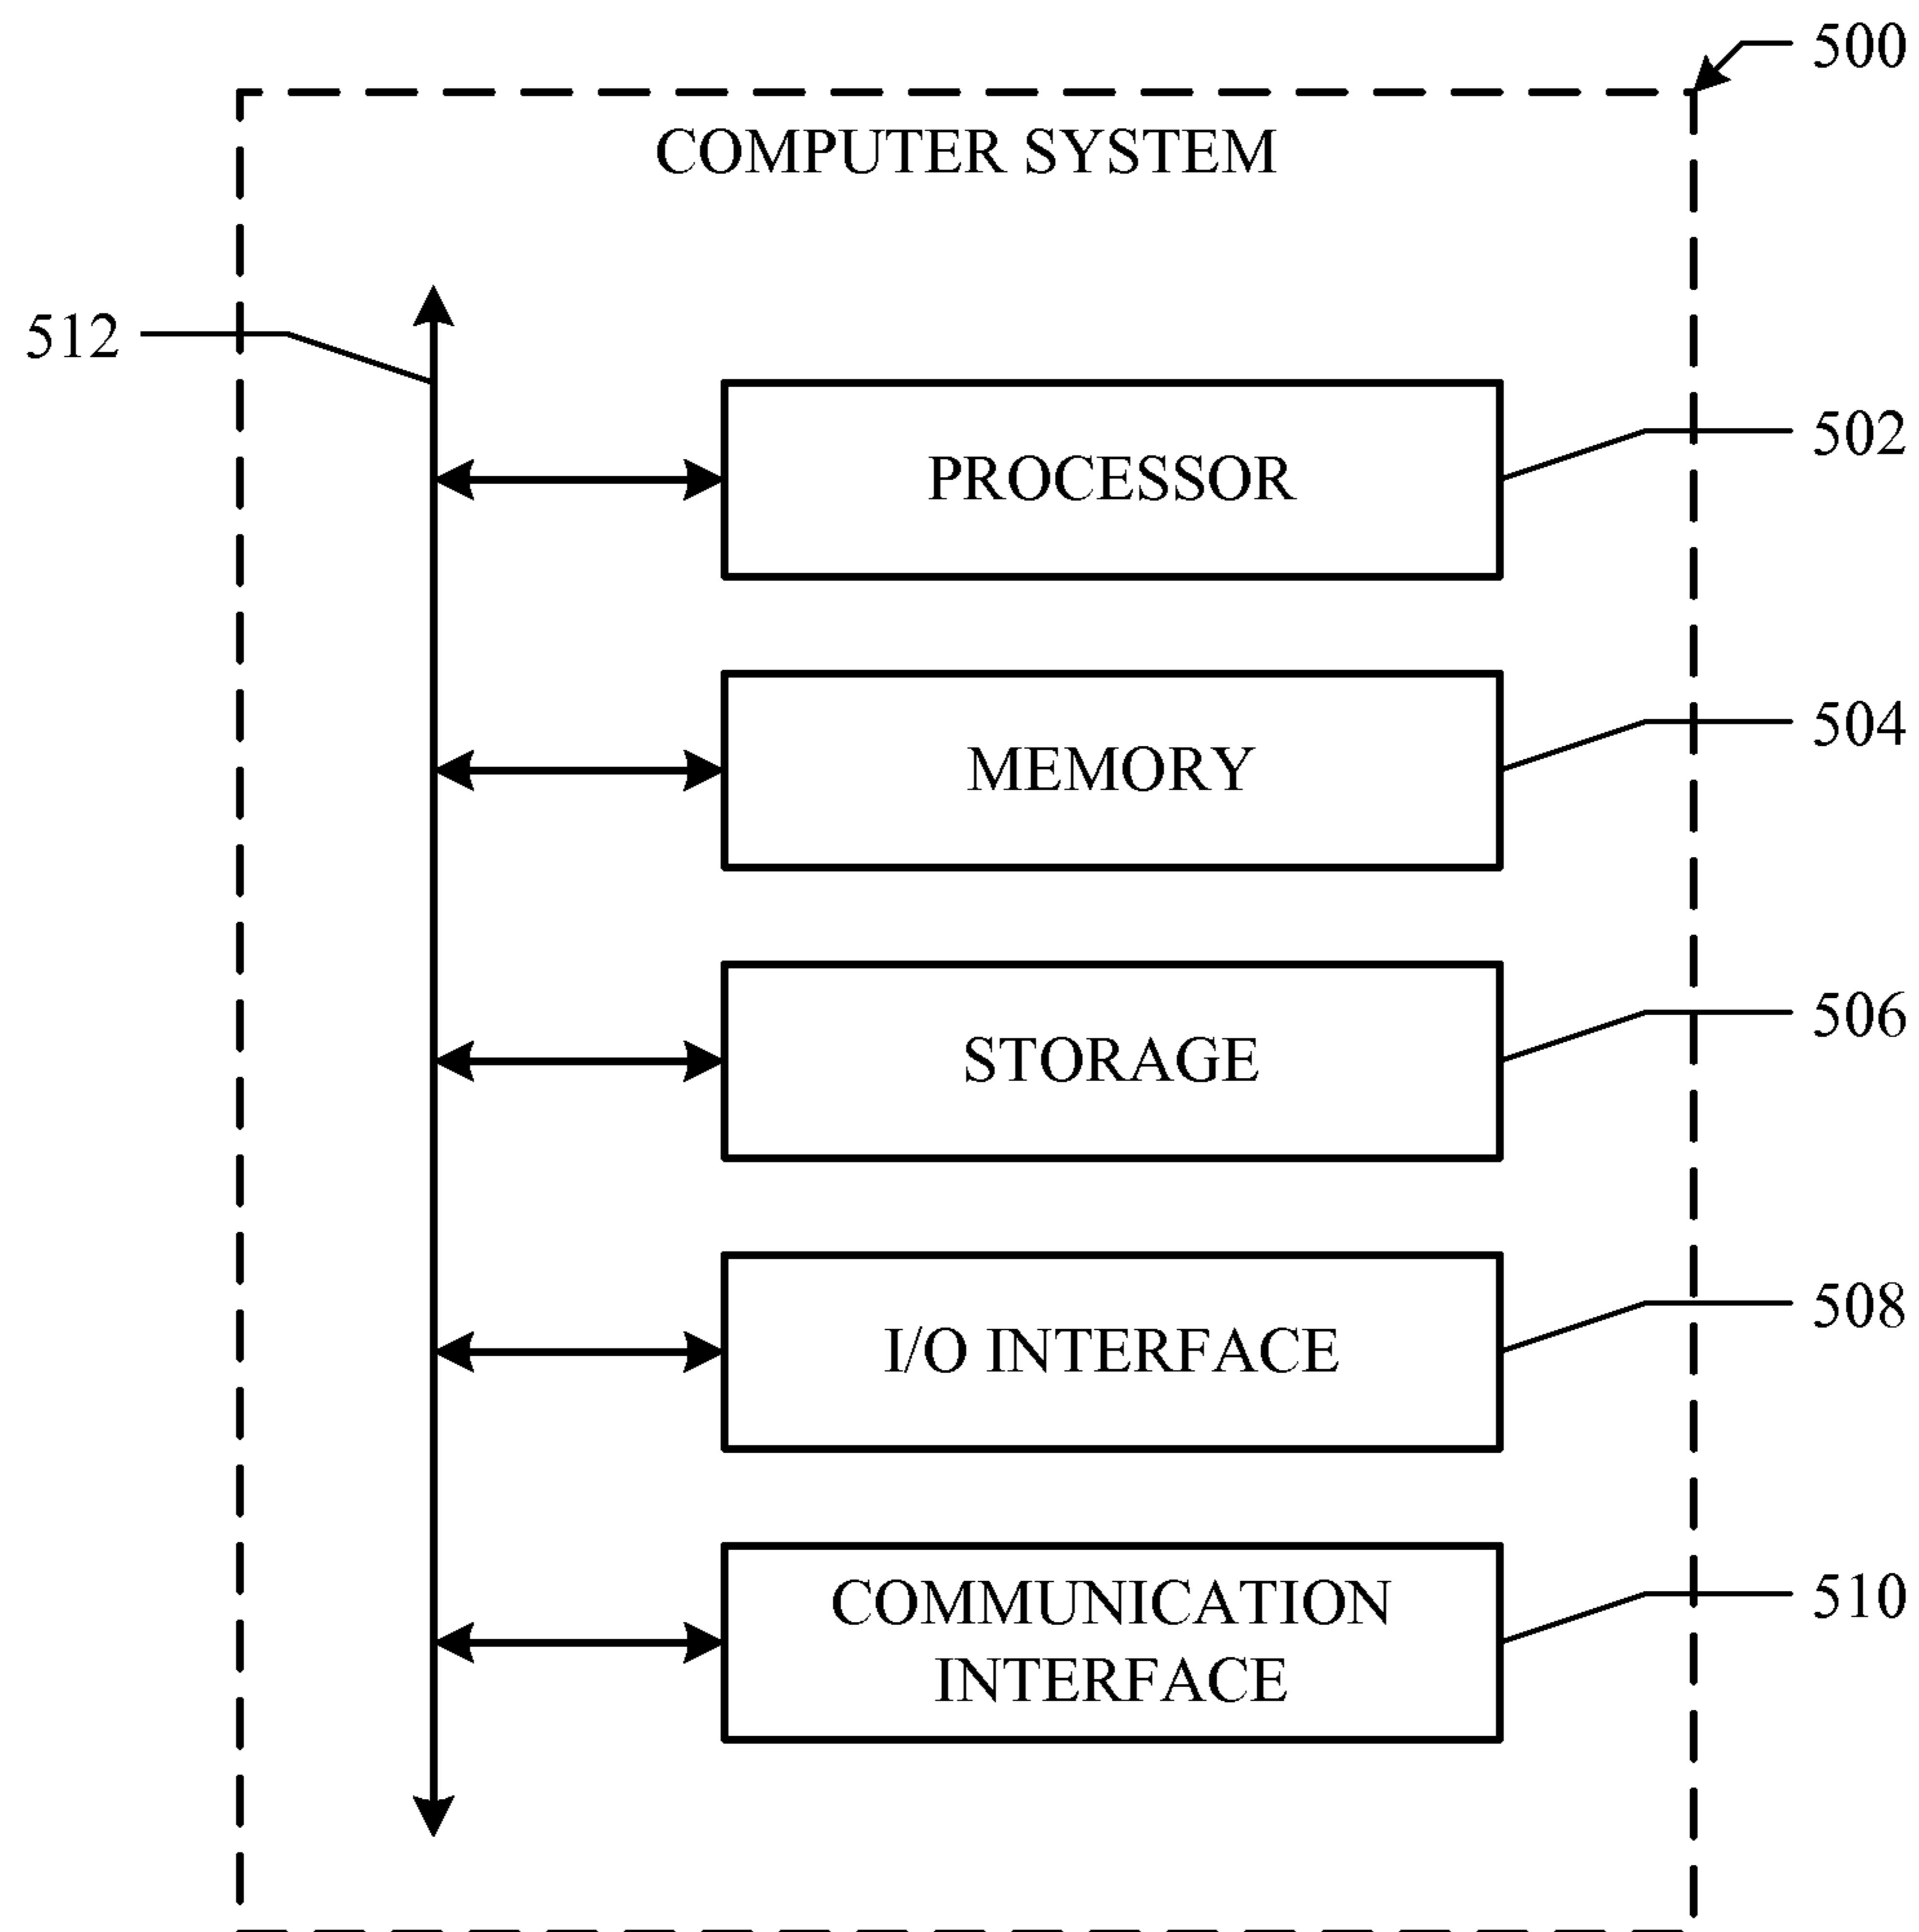 500
COMPUTER SYSTEM
512
502
PROCESSOR
504
MEMORY
506
STORAGE
508
I/O INTERFACE
510
COMMUNICATION
INTERFACE